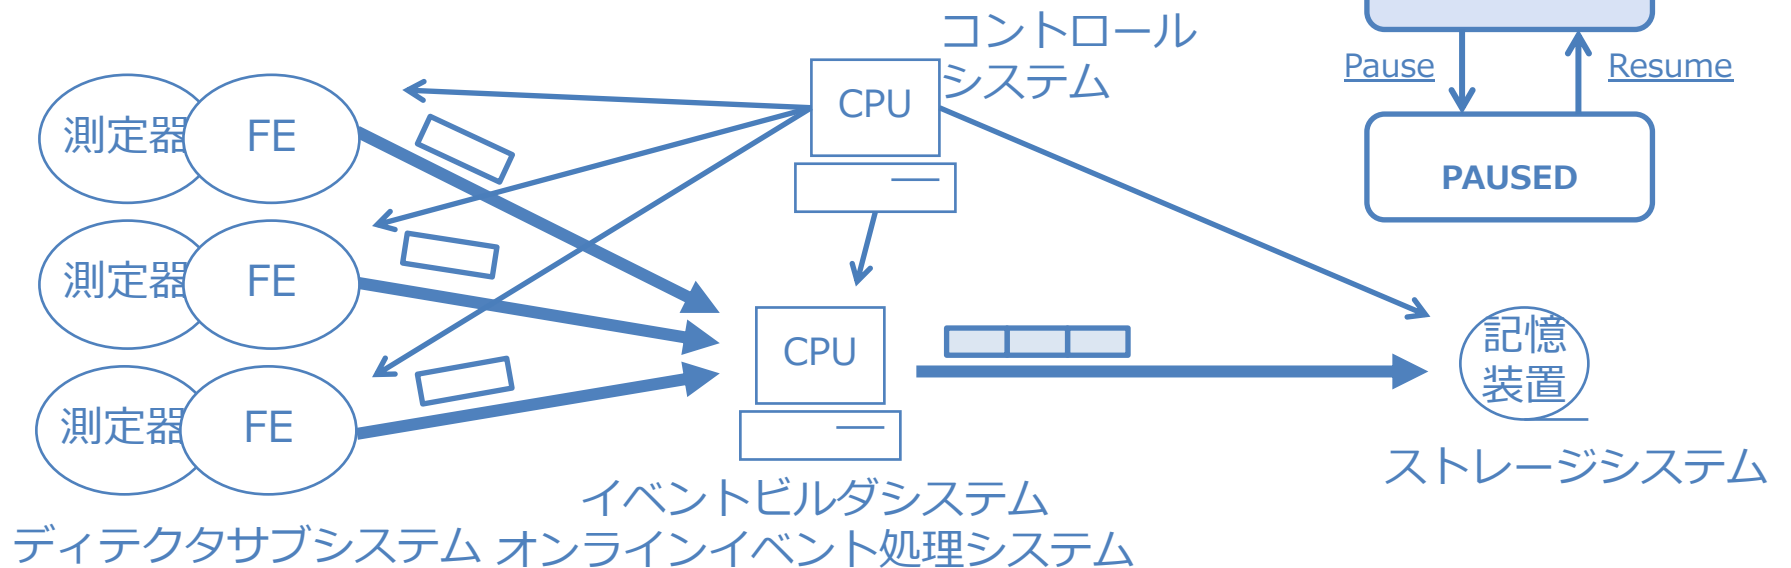 コントロール
システム
CPU
Pause
Resume
PAUSED
測定器
FE
測定器
FE
測定器
FE
CPU
記憶
装置
ストレージシステム
イベントビルダシステム
ディテクタサブシステム
オンラインイベント処理システム